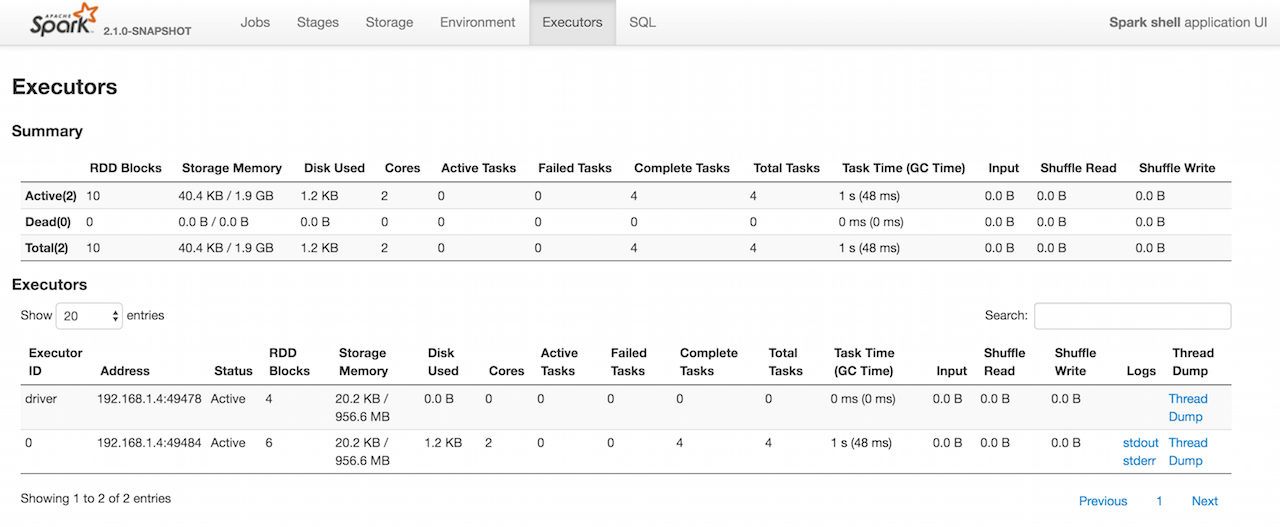 APACHE
Spark 2.1.0-SNAPSHOT Jobs Stages Storage Environment Executors SQL Spark shell application UI
Executors
Summary
RDD Blocks Storage Memory Disk Used Cores Active Tasks Failed Tasks Complete Tasks Total Tasks Task Time (GC Time) Input Shuffle Read Shuffle Write
Active(2) 10 40.4 KB / 1.9 GB 1.2 KB 2 0 0 4 4 1 s (48 ms) 0.0 B 0.0 B 0.0 B
Dead(0) 0 0.0 B / 0.0 B 0.0 B 0 0 0 0 0 0 ms (0 ms) 0.0 B 0.0 B 0.0 B
Total(2) 10 40.4 KB / 1.9 GB 1.2 KB 2 0 0 4 4 1 s (48 ms) 0.0 B 0.0 B 0.0 B
Executors
Show 20 entries Search:
Executor RDD Storage Disk Active Failed Complete Total Task Time Shuffle Shuffle Thread
ID Address Status Blocks Memory Used Cores Tasks Tasks Tasks Tasks (GC Time) Input Read Write Logs Dump
driver 192.168.1.4:49478 Active 4 20.2 KB / 0.0 B 0 0 0 0 0 0 ms (0 ms) 0.0 B 0.0 B 0.0 B Thread
956.6 MB Dump
0 192.168.1.4:49484 Active 6 20.2 KB / 1.2 KB 2 0 0 4 4 1 s (48 ms) 0.0 B 0.0 B 0.0 B stdout Thread
956.6 MB stderr Dump
Showing 1 to 2 of 2 entries Previous 1 Next